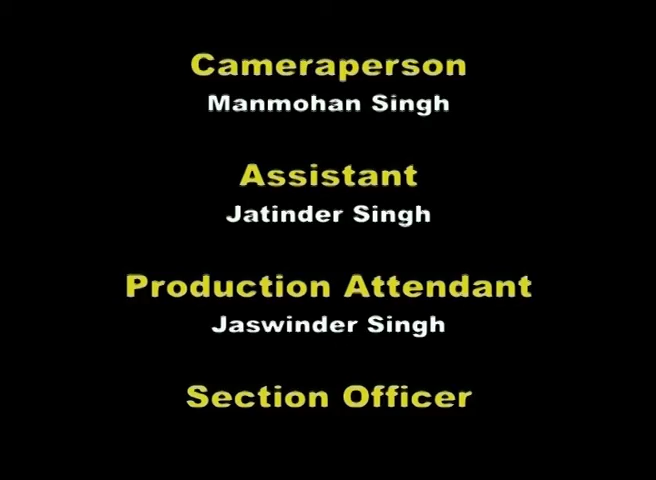 Cameraperson
Manmohan Singh
Assistant
Jatinder Singh
Production Attendant
Jaswinder Singh
Section Officer